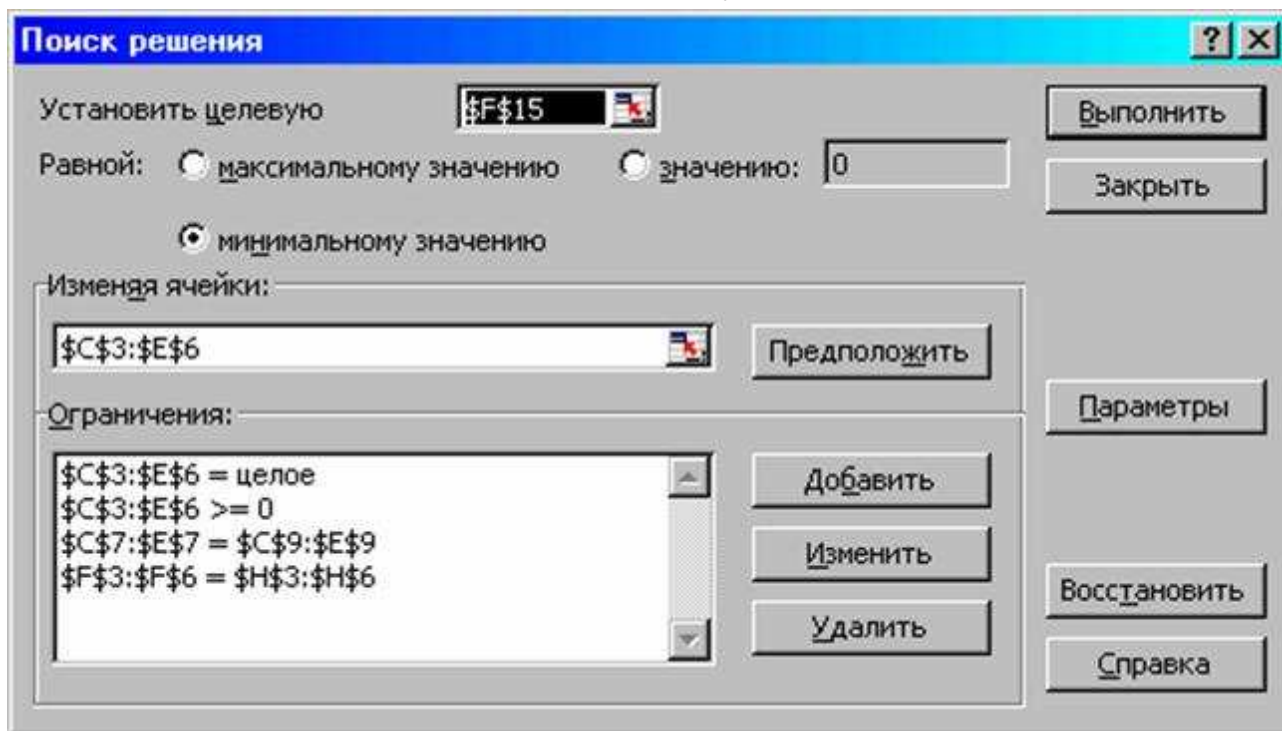 Поиск решения
Установить целевую $F$15
Выполнить
Равной: максимальному значению значению: 0
Закрыть
минимальному значению
Изменяя ячейки:
$C$3:$E$6 Предположить
Параметры
Ограничения:
$C$3:$E$6 = целое
$C$3:$E$6 >= 0
$C$7:$E$7 = $C$9:$E$9
$F$3:$F$6 = $H$3:$H$6
Добавить
Изменить
Удалить
Восстановить
Справка